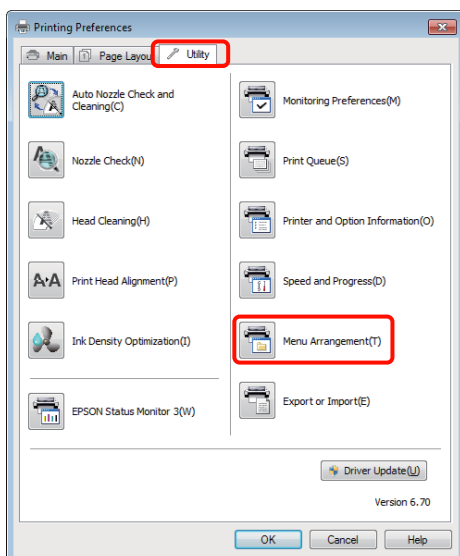 Printing Preferences
Main
Page Layou
Utility
Auto Nozzle Check and
Cleaning(C)
Monitoring Preferences(M)
Nozzle Check(N)
Print Queue(S)
Head Cleaning(H)
Printer and Option Information(O)
A A
Print Head Alignment(P)
Speed and Progress(D)
Ink Density Optimization(I)
Menu Arrangement(T)
EPSON Status Monitor 3(W)
Export or Import(E)
Driver Update(U)
Version 6.70
OK
Cancel
Help